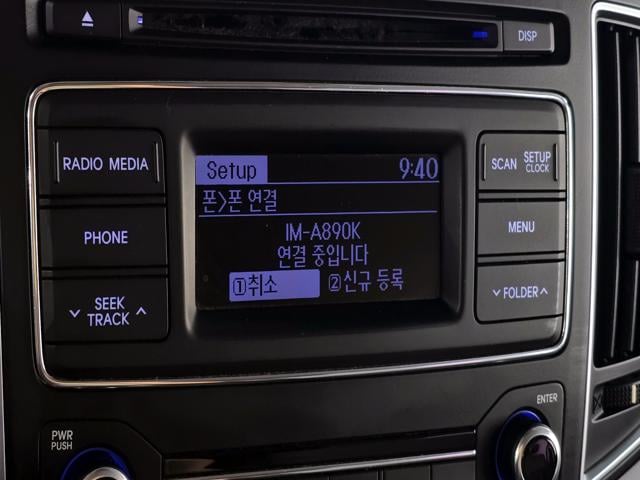 DISP
RADIO MEDIA
PHONE
SEEK
TRACK
Setup
9:40
폰>폰 연결
IM-A890K
연결 중입니다
①취소
②신규 등록
SCAN
SETUP
CLOCK
MENU
FOLDER
PWR
PUSH
ENTER